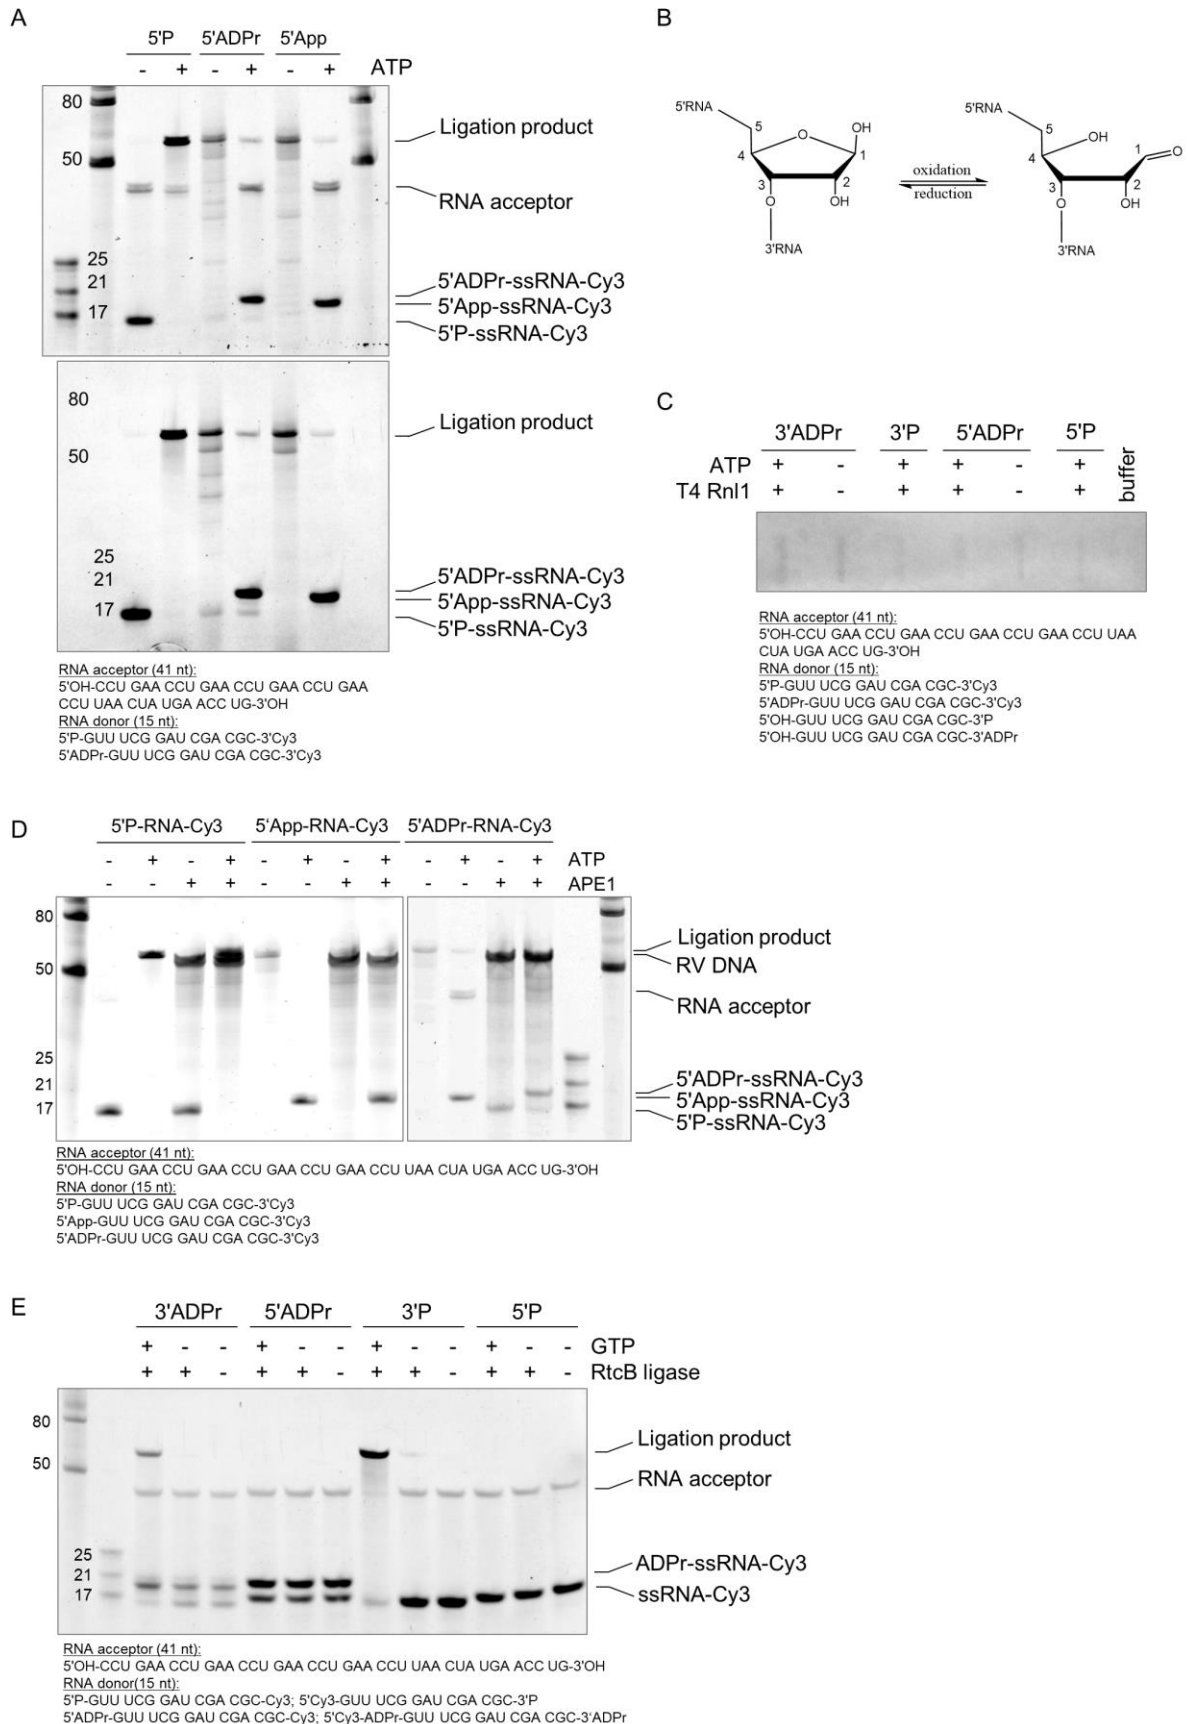 A
5'P 5'ADPr 5'App
- + - + - + ATP
80
50
25
21
17
Ligation product
RNA acceptor
5'ADPr-ssRNA-Cy3
5'App-ssRNA-Cy3
5'P-ssRNA-Cy3
80
50
25
21
17
Ligation product
5'ADPr-ssRNA-Cy3
5'App-ssRNA-Cy3
5'P-ssRNA-Cy3
RNA acceptor (41 nt):
5'OH-CCU GAA CCU GAA CCU GAA CCU GAA
CCU UAA CUA UGA ACC UG-3'OH
RNA donor (15 nt):
5'P-GUU UCG GAU CGA CGC-3'Cy3
5'ADPr-GUU UCG GAU CGA CGC-3'Cy3
B
5'RNA
5
O
OH
4
1
3
2
O
OH
3'RNA
oxidation
reduction
5'RNA
5
OH
4
1
O
3
2
O
OH
3'RNA
C
3'ADPr 3'P 5'ADPr 5'P buffer
ATP + - + + - +
T4 Rnl1 + - + + - +
RNA acceptor (41 nt):
5'OH-CCU GAA CCU GAA CCU GAA CCU GAA CCU UAA
CUA UGA ACC UG-3'OH
RNA donor (15 nt):
5'P-GUU UCG GAU CGA CGC-3'Cy3
5'ADPr-GUU UCG GAU CGA CGC-3'Cy3
5'OH-GUU UCG GAU CGA CGC-3'P
5'OH-GUU UCG GAU CGA CGC-3'ADPr
D
5'P-RNA-Cy3 5'App-RNA-Cy3 5'ADPr-RNA-Cy3
- + - + - + - + - + - + ATP
- - + + - - + + - - + + APE1
80
50
25
21
17
Ligation product
RV DNA
RNA acceptor
5'ADPr-ssRNA-Cy3
5'App-ssRNA-Cy3
5'P-ssRNA-Cy3
RNA acceptor (41 nt):
5'OH-CCU GAA CCU GAA CCU GAA CCU GAA CCU UAA CUA UGA ACC UG-3'OH
RNA donor (15 nt):
5'P-GUU UCG GAU CGA CGC-3'Cy3
5'App-GUU UCG GAU CGA CGC-3'Cy3
5'ADPr-GUU UCG GAU CGA CGC-3'Cy3
E
3'ADPr 5'ADPr 3'P 5'P
+ - - + - - + - - + - - GTP
+ + - + + - + + - + + - RtcB ligase
80
50
25
21
17
Ligation product
RNA acceptor
ADPr-ssRNA-Cy3
ssRNA-Cy3
RNA acceptor (41 nt):
5'OH-CCU GAA CCU GAA CCU GAA CCU GAA CCU UAA CUA UGA ACC UG-3'OH
RNA donor(15 nt):
5'P-GUU UCG GAU CGA CGC-Cy3; 5'Cy3-GUU UCG GAU CGA CGC-3'P
5'ADPr-GUU UCG GAU CGA CGC-Cy3; 5'Cy3-ADPr-GUU UCG GAU CGA CGC-3'ADPr